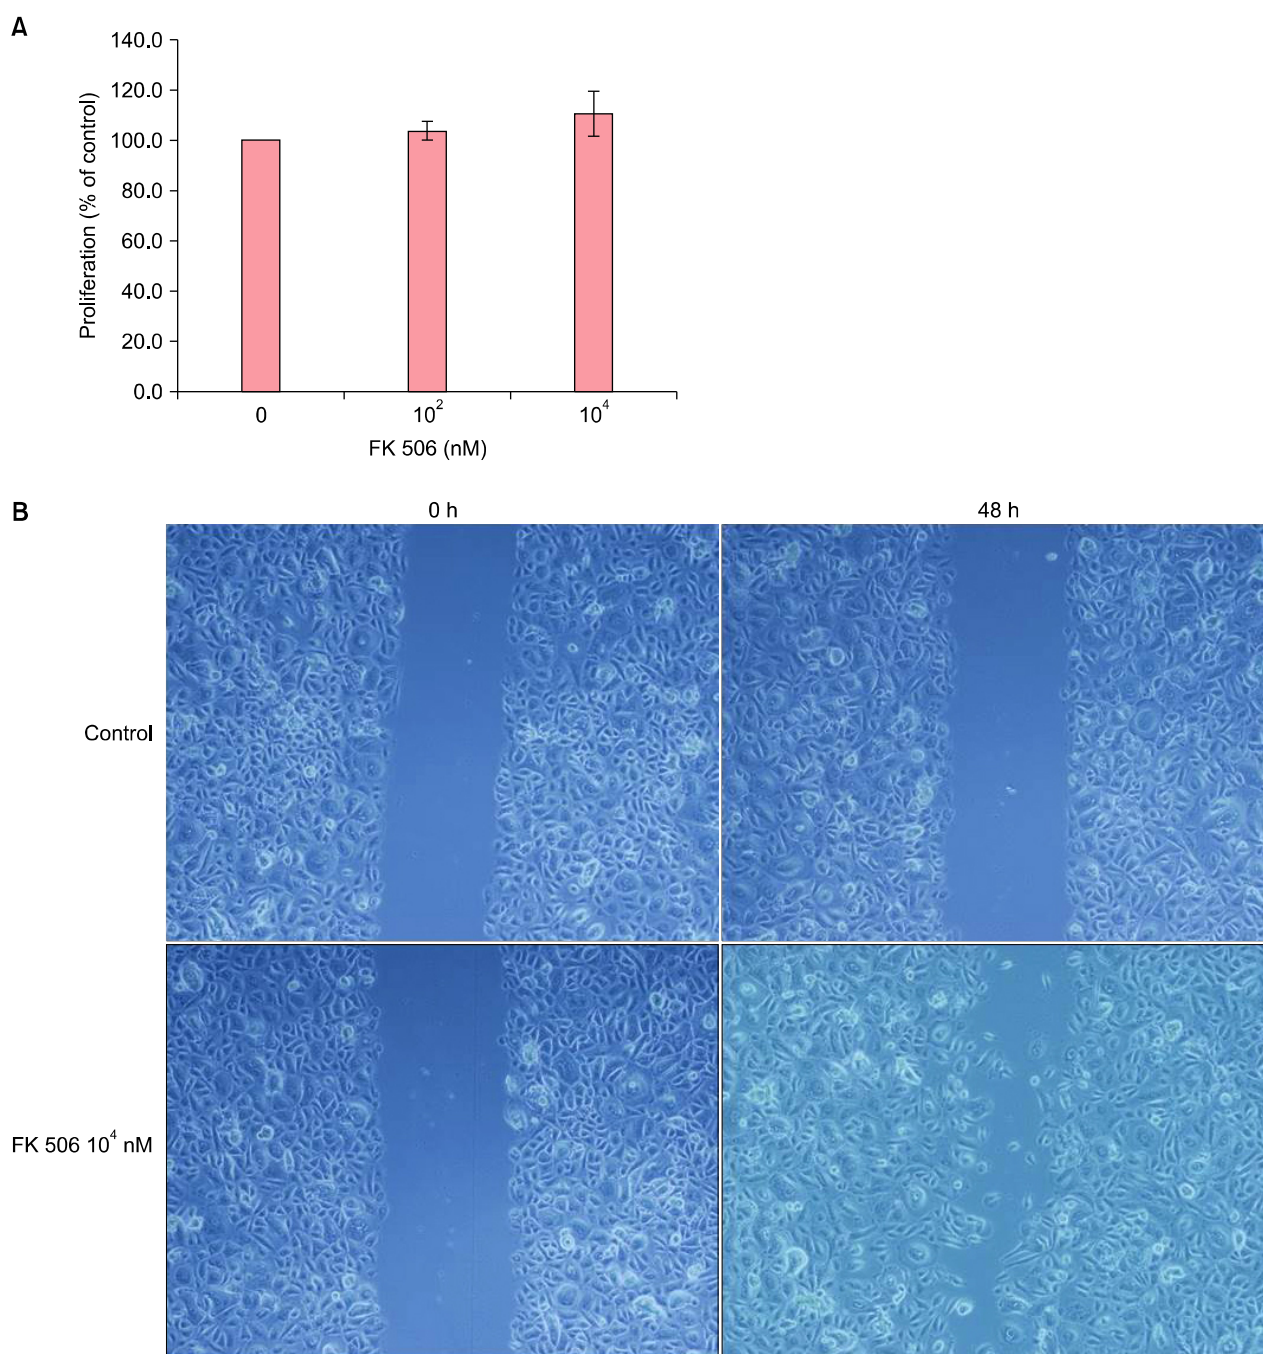 A
140.0
120.0
100.0
80.0
60.0
40.0
20.0
0.0
Proliferation (% of control)
0
10²
10⁴
FK 506 (nM)
B
0 h
48 h
Control
FK 506 10⁴ nM